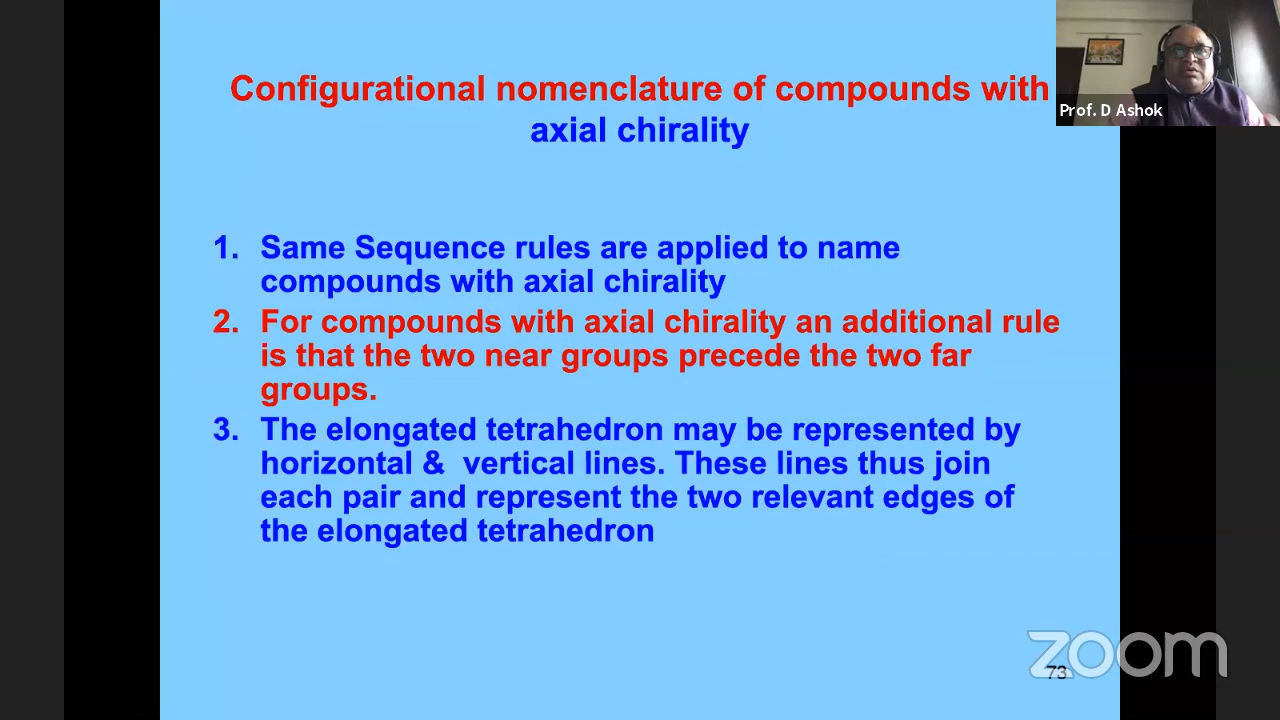 Configurational nomenclature of compounds with
axial chirality
Prof. D Ashok
1. Same Sequence rules are applied to name
compounds with axial chirality
2. For compounds with axial chirality an additional rule
is that the two near groups precede the two far
groups.
3. The elongated tetrahedron may be represented by
horizontal & vertical lines. These lines thus join
each pair and represent the two relevant edges of
the elongated tetrahedron
zoom
73